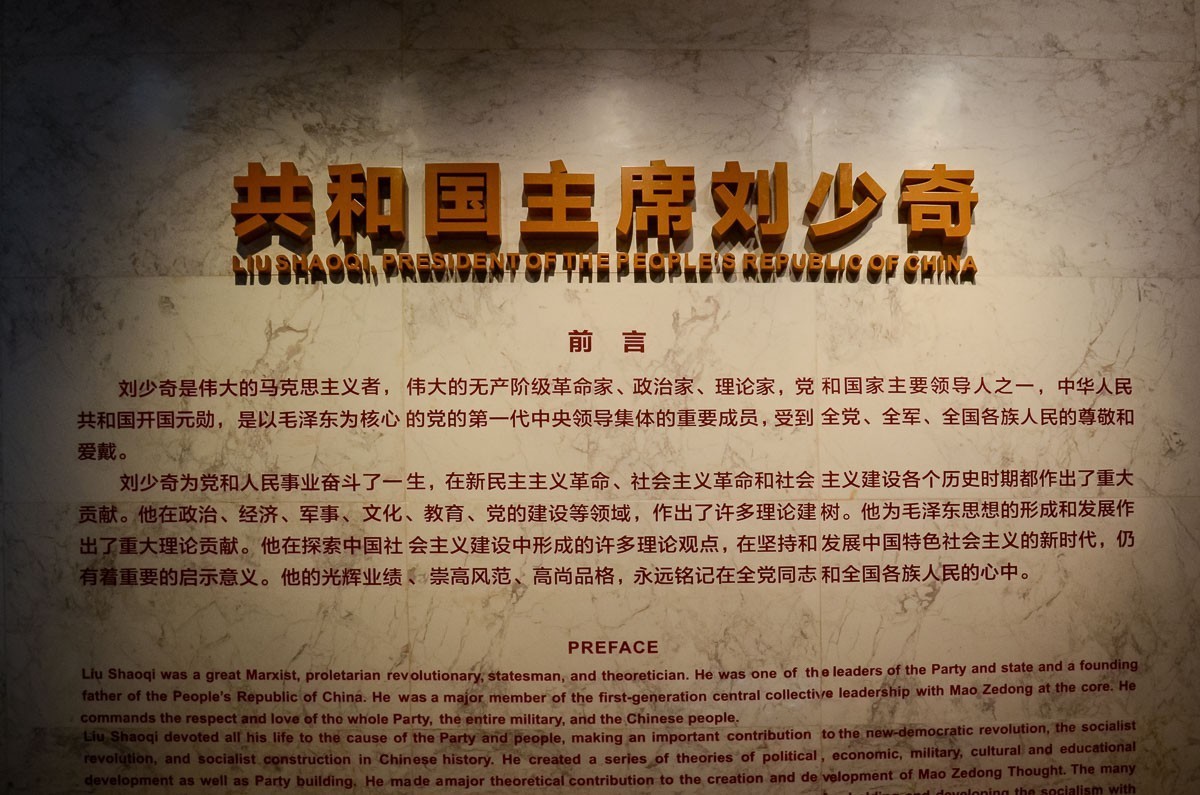 共和国主席刘少奇
LIU SHAOQI, PRESIDENT OF THE PEOPLE'S REPUBLIC OF CHINA
前 言
刘少奇是伟大的马克思主义者，伟大的无产阶级革命家、政治家、理论家，党和国家主要领导人之一，中华人民
共和国开国元勋，是以毛泽东为核心的党的第一代中央领导集体的重要成员，受到全党、全军、全国各族人民的尊敬和
爱戴。
刘少奇为党和人民事业奋斗了一生，在新民主主义革命、社会主义革命和社会主义建设各个历史时期都作出了重大
贡献。他在政治、经济、军事、文化、教育、党的建设等领域，作出了许多理论建树。他为毛泽东思想的形成和发展作
出了重大理论贡献。他在探索中国社会主义建设中形成的许多理论观点，在坚持和发展中国特色社会主义的新时代，仍
有着重要的启示意义。他的光辉业绩、崇高风范、高尚品格，永远铭记在全党同志和全国各族人民的心中。
PREFACE
Liu Shaoqi was a great Marxist, proletarian revolutionary, statesman, and theoretician. He was one of the leaders of the Party and state and a founding
father of the People's Republic of China. He was a major member of the first-generation central collective leadership with Mao Zedong at the core. He
commands the respect and love of the whole Party, the entire military, and the Chinese people.
Liu Shaoqi devoted all his life to the cause of the Party and people, making an important contribution to the new-democratic revolution, the socialist
revolution, and socialist construction in Chinese history. He created a series of theories of political, economic, military, cultural and educational
development as well as Party building. He made amajor theoretical contribution to the creation and development of Mao Zedong Thought. The many
and developing the socialism with